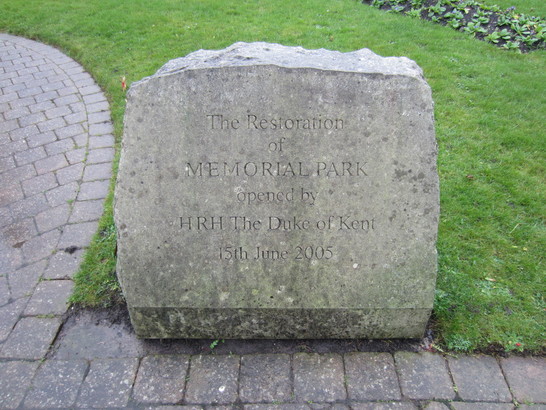 The Restoration
of
MEMORIAL PARK
opened by
HRH The Duke of Kent
15th June 2005